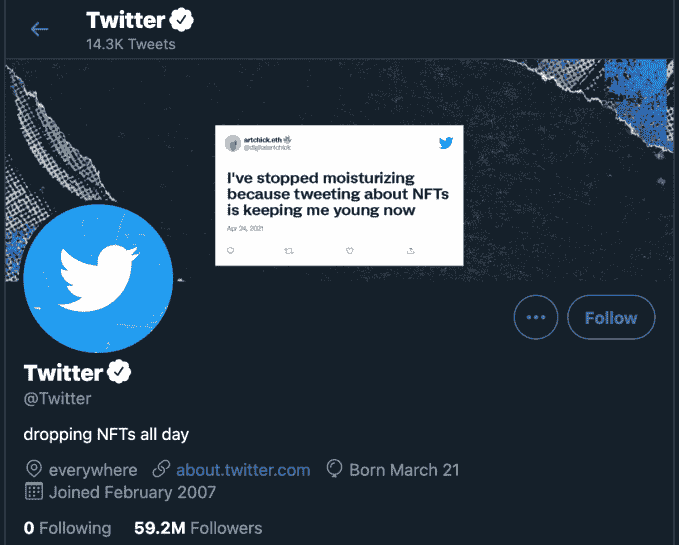 Twitter
14.3K Tweets
artchick.eth
@digitalartchick
I've stopped moisturizing
because tweeting about NFTs
is keeping me young now
Apr 24, 2021
Follow
Twitter
@Twitter
dropping NFTs all day
everywhere about.twitter.com Born March 21
Joined February 2007
0 Following 59.2M Followers